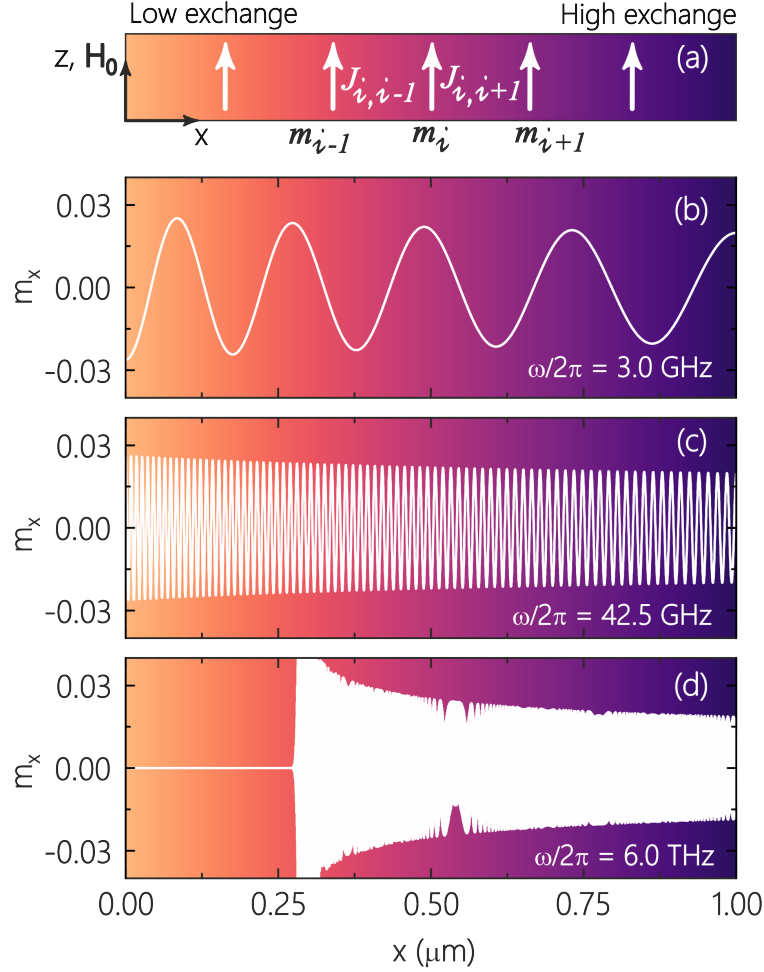 Low exchange High exchange
z, H₀ (a)
Jᵢ,ᵢ₋₁ Jᵢ,ᵢ₊₁
x mᵢ₋₁ mᵢ mᵢ₊₁
(b)
0.03
0.00
-0.03
mₓ
ω/2π = 3.0 GHz
(c)
0.03
0.00
-0.03
mₓ
ω/2π = 42.5 GHz
(d)
0.03
0.00
-0.03
mₓ
ω/2π = 6.0 THz
0.00 0.25 0.50 0.75 1.00
x (μm)